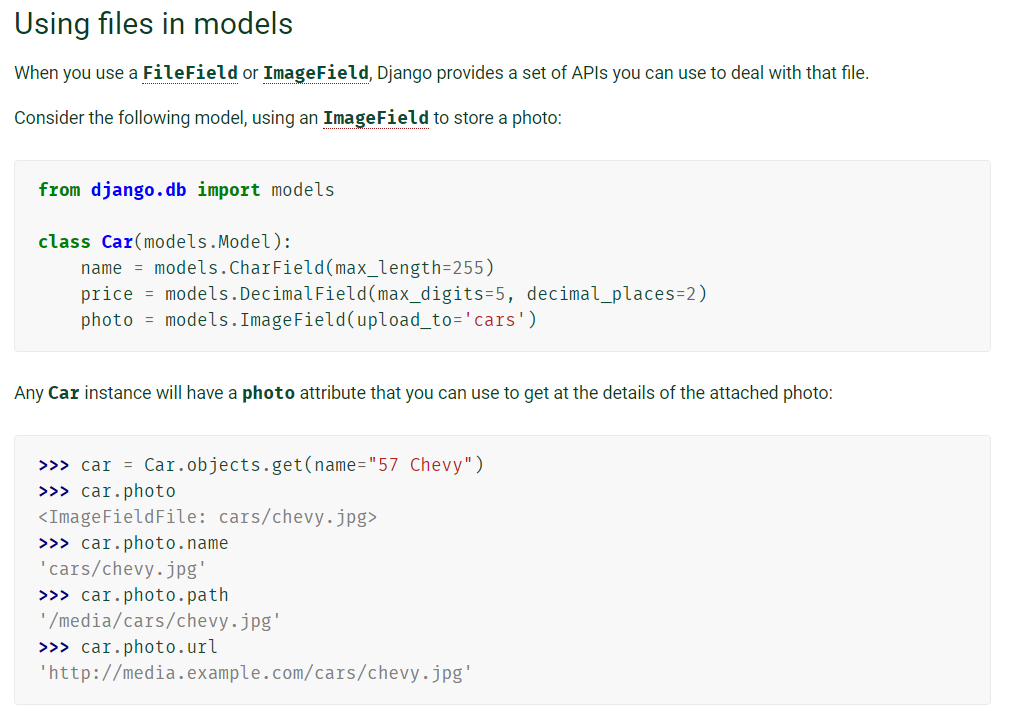 Using files in models
When you use a FileField or ImageField, Django provides a set of APIs you can use to deal with that file.
Consider the following model, using an ImageField to store a photo:
from django.db import models
class Car(models.Model):
    name = models.CharField(max_length=255)
    price = models.DecimalField(max_digits=5, decimal_places=2)
    photo = models.ImageField(upload_to='cars')
Any Car instance will have a photo attribute that you can use to get at the details of the attached photo:
>>> car = Car.objects.get(name="57 Chevy")
>>> car.photo
<ImageFieldFile: cars/chevy.jpg>
>>> car.photo.name
'cars/chevy.jpg'
>>> car.photo.path
'/media/cars/chevy.jpg'
>>> car.photo.url
'http://media.example.com/cars/chevy.jpg'